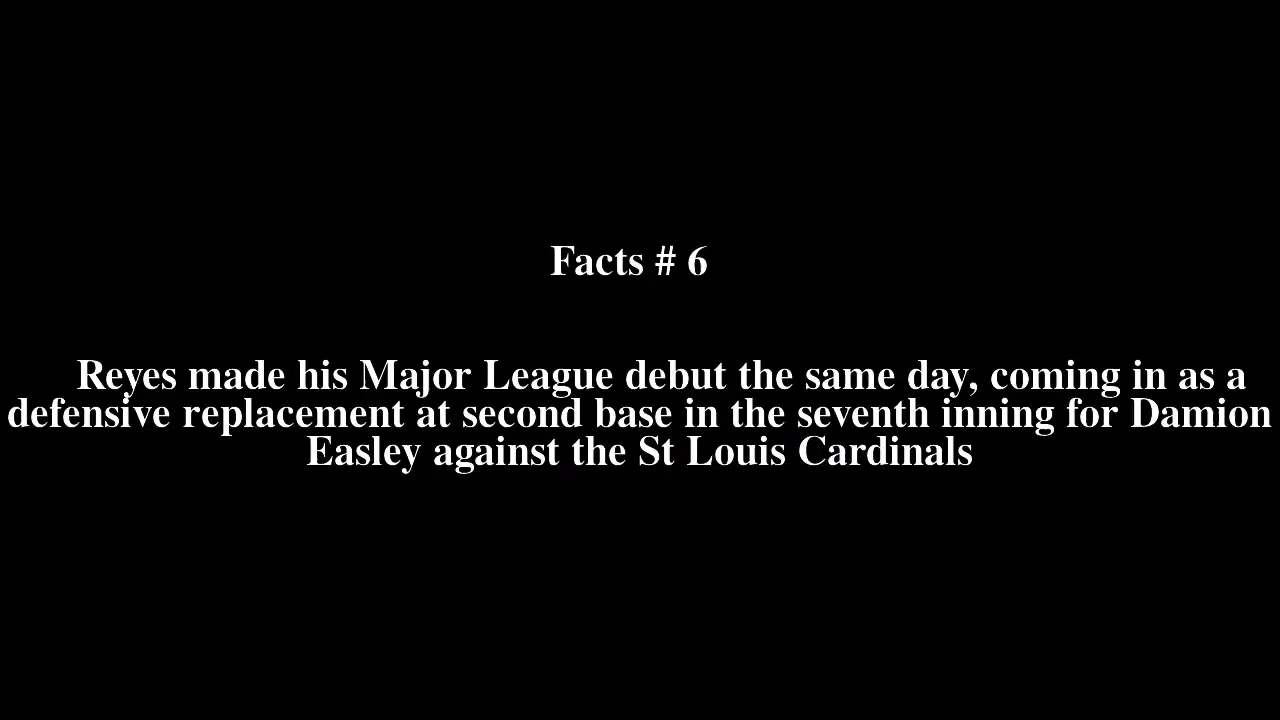 Facts # 6
Reyes made his Major League debut the same day, coming in as a
defensive replacement at second base in the seventh inning for Damion
Easley against the St Louis Cardinals